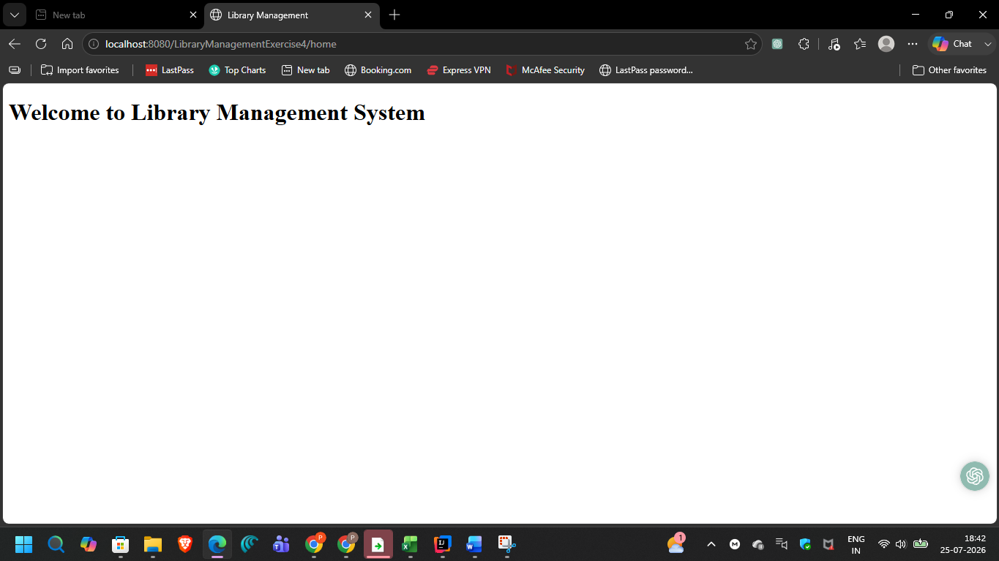 New tab
Library Management
localhost:8080/LibraryManagementExercise4/home
Chat
Import favorites
LastPass
Top Charts
New tab
Booking.com
Express VPN
McAfee Security
LastPass password...
Other favorites
Welcome to Library Management System
P
P
1
ENG
IN
18:42
25-07-2026